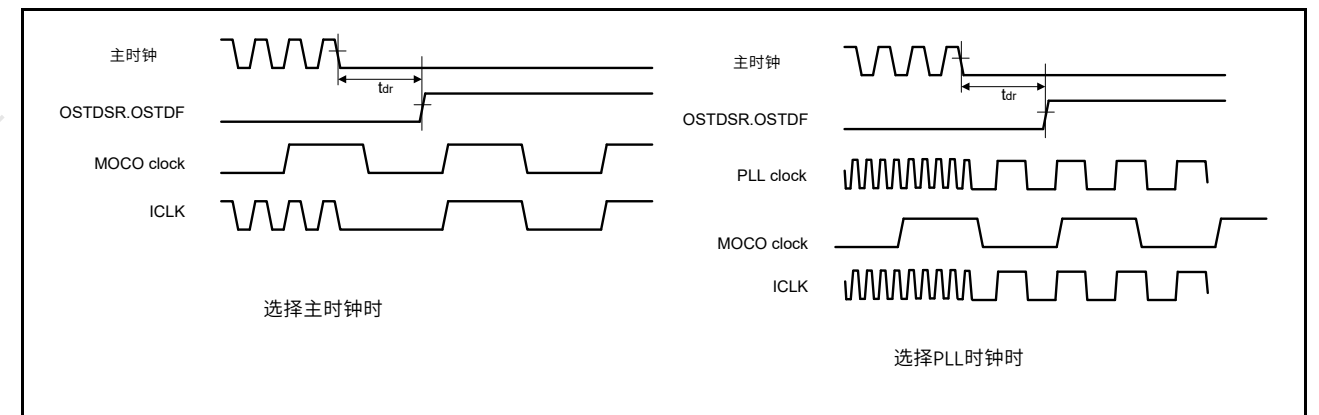 主时钟
tdr
OSTDSR.OSTDF
MOCO clock
ICLK
选择主时钟时
主时钟
tdr
OSTDSR.OSTDF
PLL clock
MOCO clock
ICLK
选择PLL时钟时